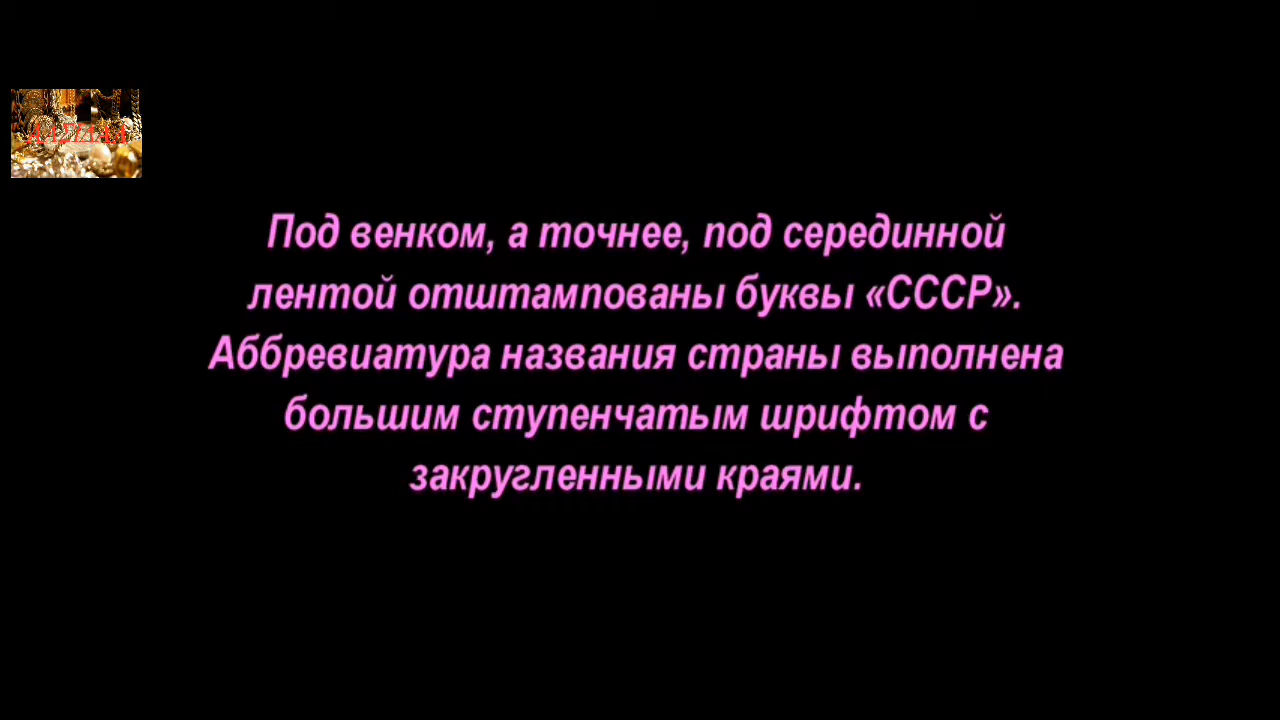 Под венком, а точнее, под серединной
лентой отштампованы буквы «СССР».
Аббревиатура названия страны выполнена
большим ступенчатым шрифтом с
закругленными краями.